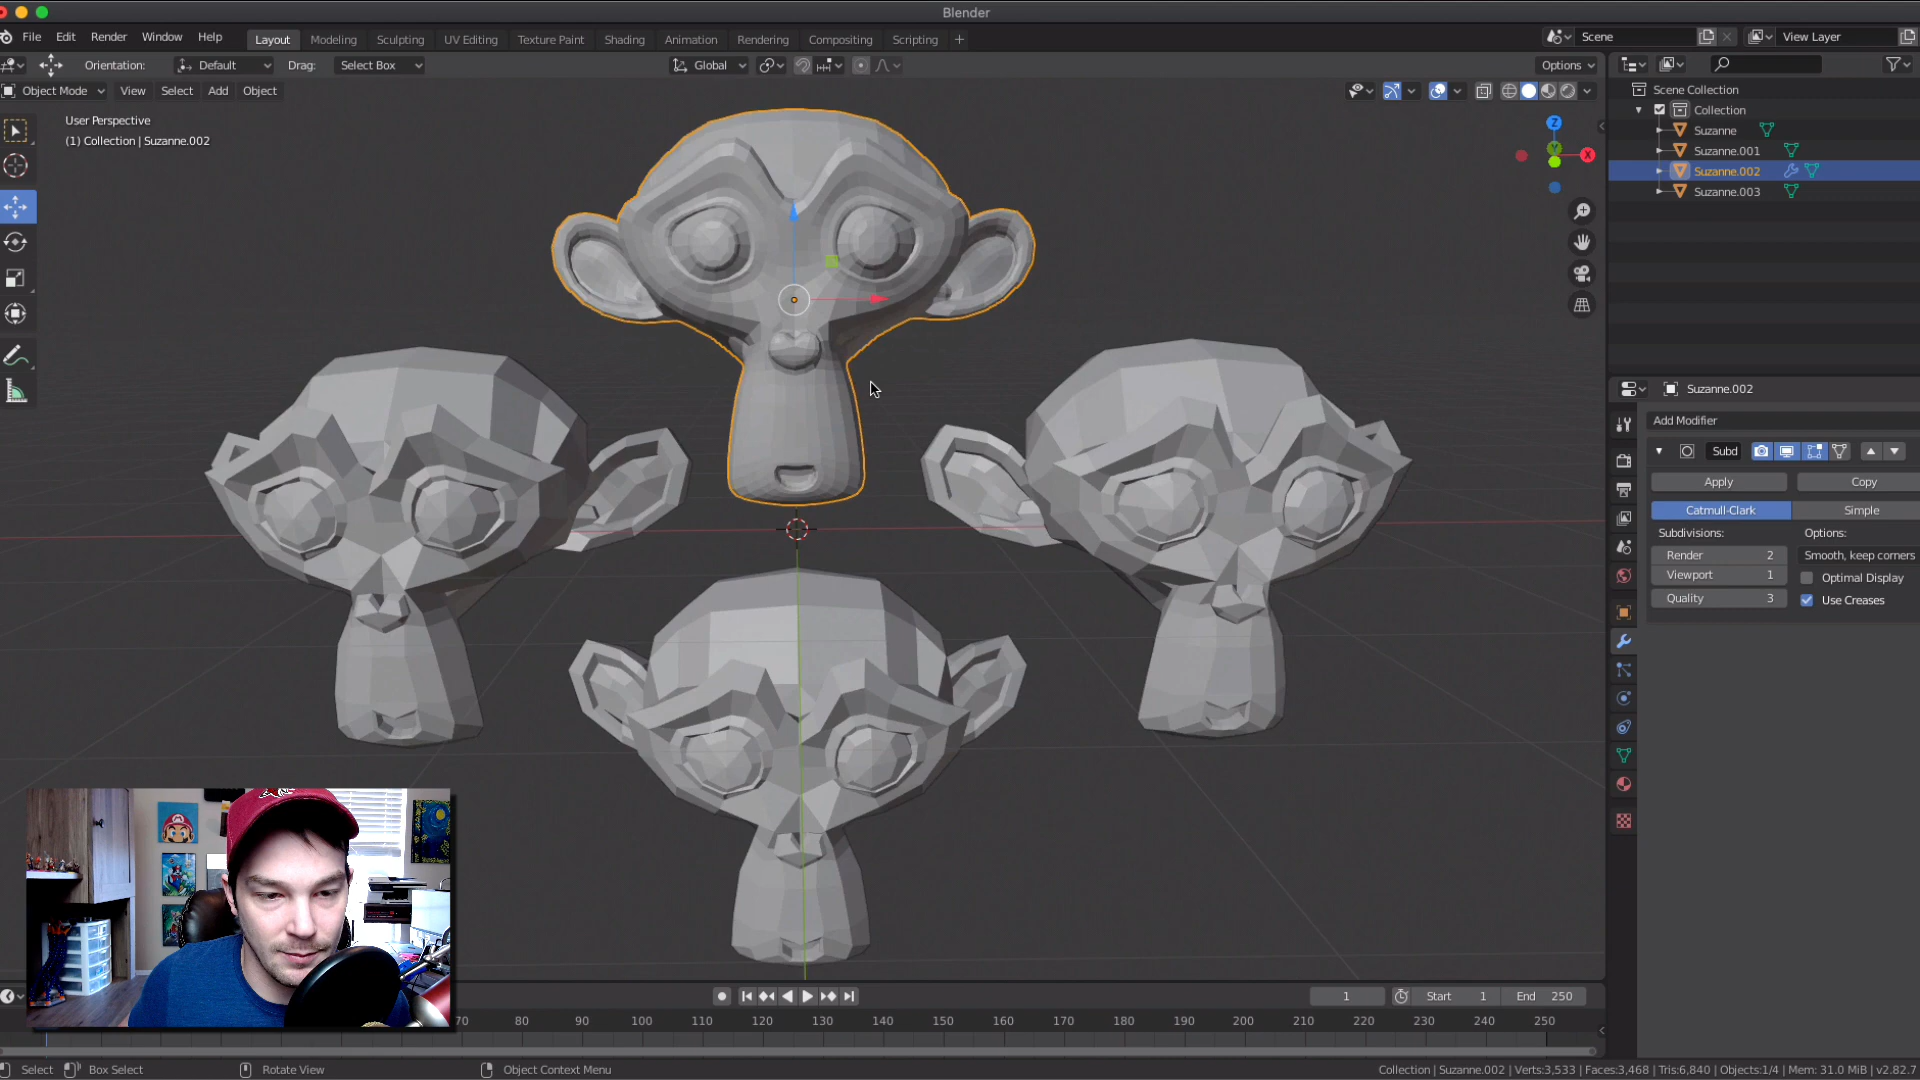 Blender
File Edit Render Window Help Layout Modeling Sculpting UV Editing Texture Paint Shading Animation Rendering Compositing Scripting + Scene View Layer
Orientation: Default Drag: Select Box Global Options
Object Mode View Select Add Object
User Perspective
(1) Collection | Suzanne.002
Z
Y
X
Scene Collection
Collection
Suzanne
Suzanne.001
Suzanne.002
Suzanne.003
Suzanne.002
Add Modifier
Subd
Apply Copy
Catmull-Clark Simple
Subdivisions: Options:
Render 2 Smooth, keep corners
Viewport 1 Optimal Display
Quality 3 Use Creases
1 Start 1 End 250
70 80 90 100 110 120 130 140 150 160 170 180 190 200 210 220 230 240 250
Select Box Select Rotate View Object Context Menu Collection | Suzanne.002 | Verts:3,533 | Faces:3,468 | Tris:6,840 | Objects:1/4 | Mem: 31.0 MiB | v2.82.7